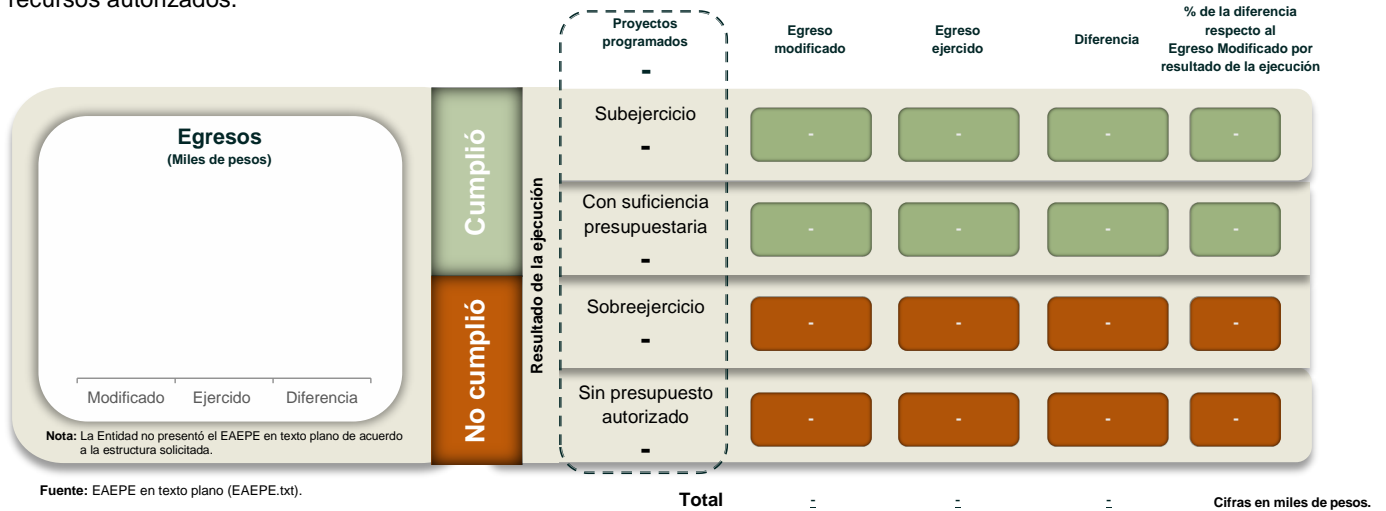 recursos autorizados.
Proyectos
programados
-
Egreso
modificado
Egreso
ejercido
Diferencia
% de la diferencia
respecto al
Egreso Modificado por
resultado de la ejecución
Egresos
(Miles de pesos)
Modificado Ejercido Diferencia
Nota: La Entidad no presentó el EAEPE en texto plano de acuerdo
a la estructura solicitada.
Cumplió
No cumplió
Resultado de la ejecución
Subejercicio
-
- - - -
Con suficiencia
presupuestaria
-
- - - -
Sobreejercicio
-
- - - -
Sin presupuesto
autorizado
-
- - - -
Fuente: EAEPE en texto plano (EAEPE.txt).
Total - - - Cifras en miles de pesos.